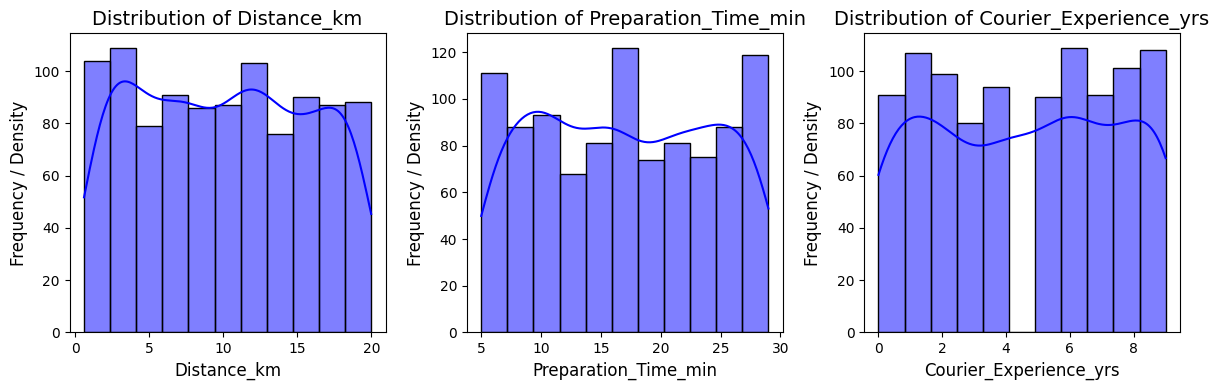 Distribution of Distance_km
Frequency / Density
100
80
60
40
20
0
0 5 10 15 20
Distance_km
Distribution of Preparation_Time_min
Frequency / Density
120
100
80
60
40
20
0
5 10 15 20 25 30
Preparation_Time_min
Distribution of Courier_Experience_yrs
Frequency / Density
100
80
60
40
20
0
0 2 4 6 8
Courier_Experience_yrs